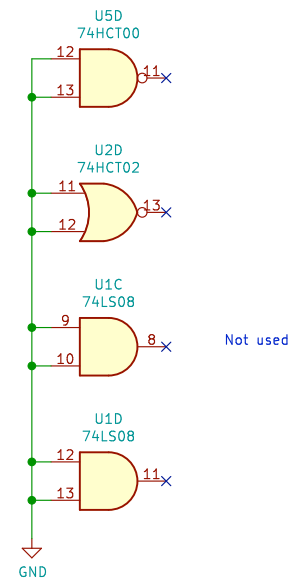 U5D
74HCT00
12
11
13
U2D
74HCT02
11
13
12
U1C
74LS08
9
8
10
Not used
U1D
74LS08
12
11
13
GND